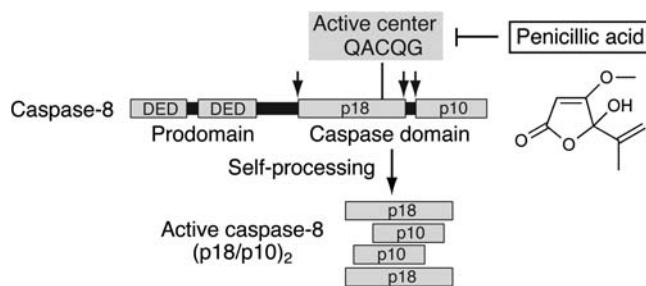 Active center
QACQG
Penicillic acid
Caspase-8
DED DED p18 p10
Prodomain Caspase domain
Self-processing
O
OH
O
O
Active caspase-8
(p18/p10)2
p18
p10
p10
p18